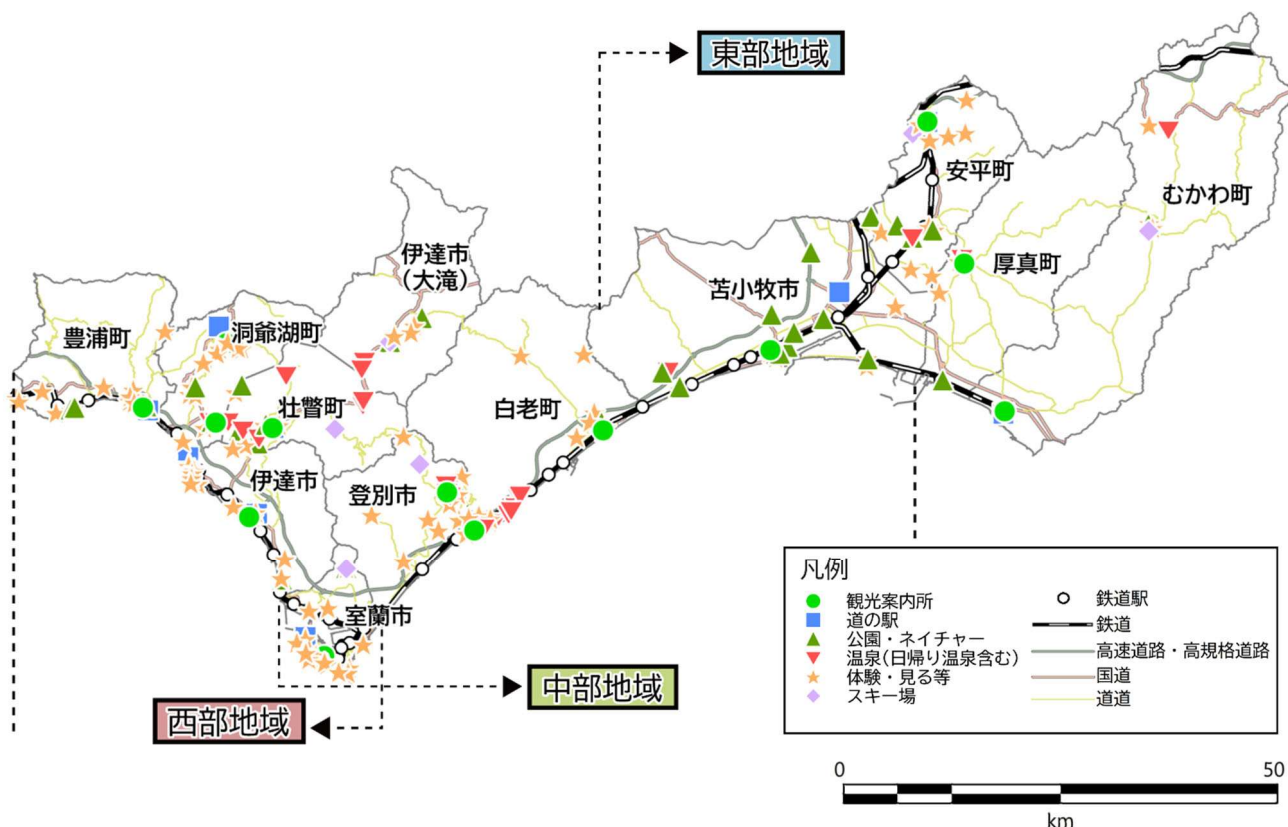 東部地域
安平町
むかわ町
伊達市
（大滝）
厚真町
苫小牧市
豊浦町
洞爺湖町
壮瞥町
白老町
伊達市
登別市
室蘭市
中部地域
西部地域
凡例
観光案内所
道の駅
公園・ネイチャー
温泉(日帰り温泉含む)
体験・見る等
スキー場
鉄道駅
鉄道
高速道路・高規格道路
国道
道道
0
50
km